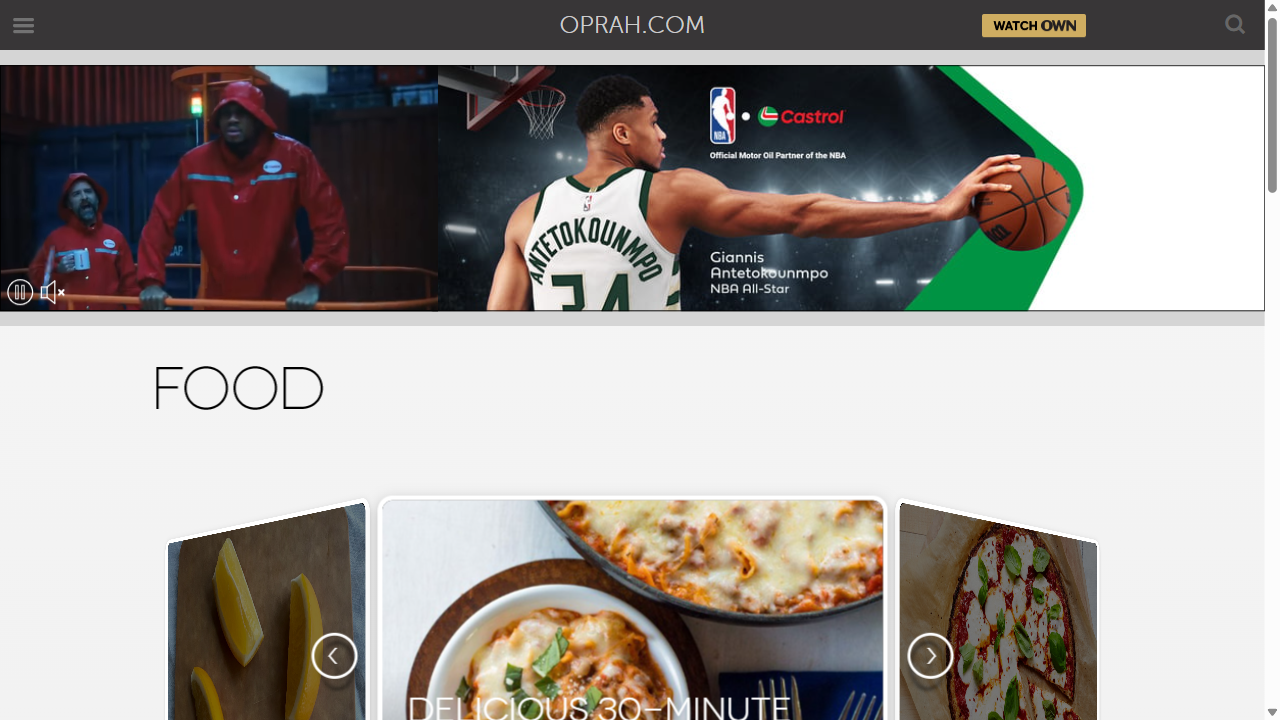 OPRAH.COM
WATCH OWN
NBA
Castrol
Official Motor Oil Partner of the NBA
ANTETOKOUNMPO
34
Giannis
Antetokounmpo
NBA All-Star
FOOD
DELICIOUS 30-MINUTE